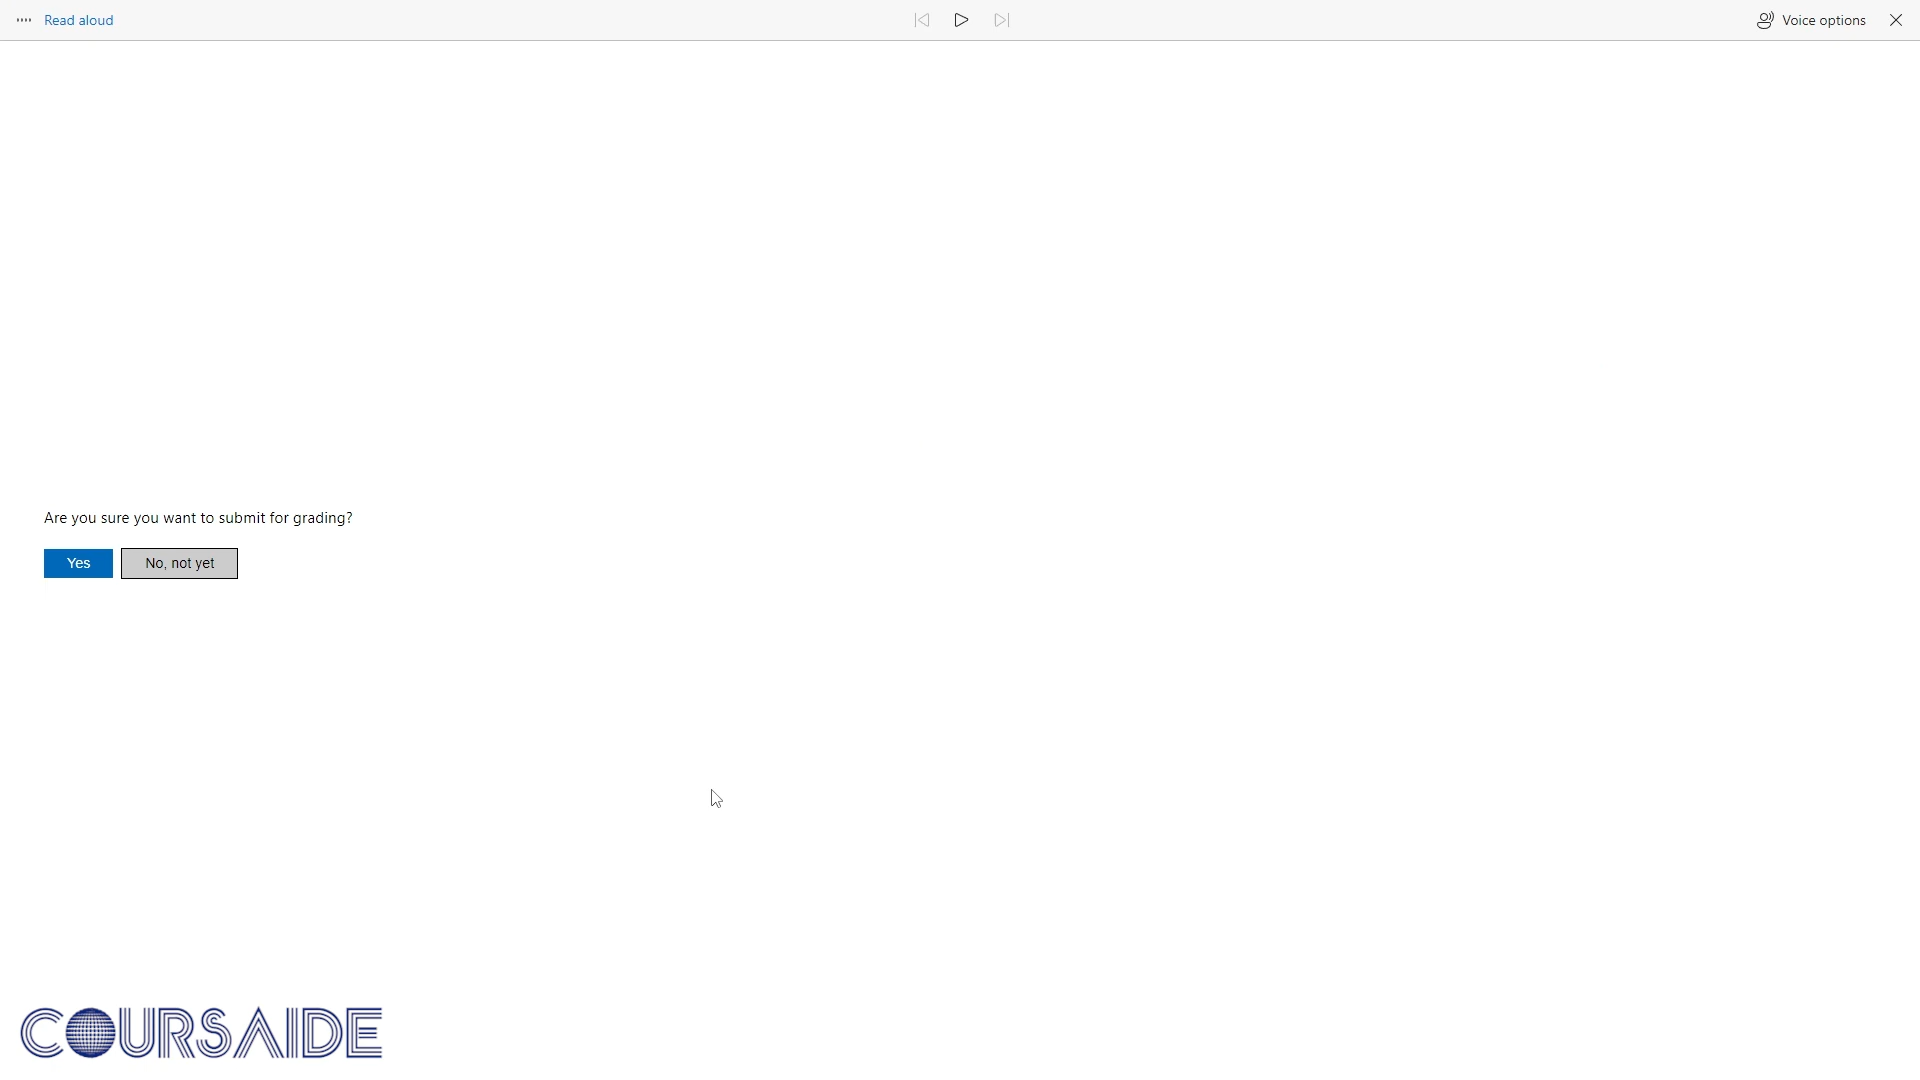 Read aloud
Voice options
Are you sure you want to submit for grading?
Yes
No, not yet
COURSAIDE